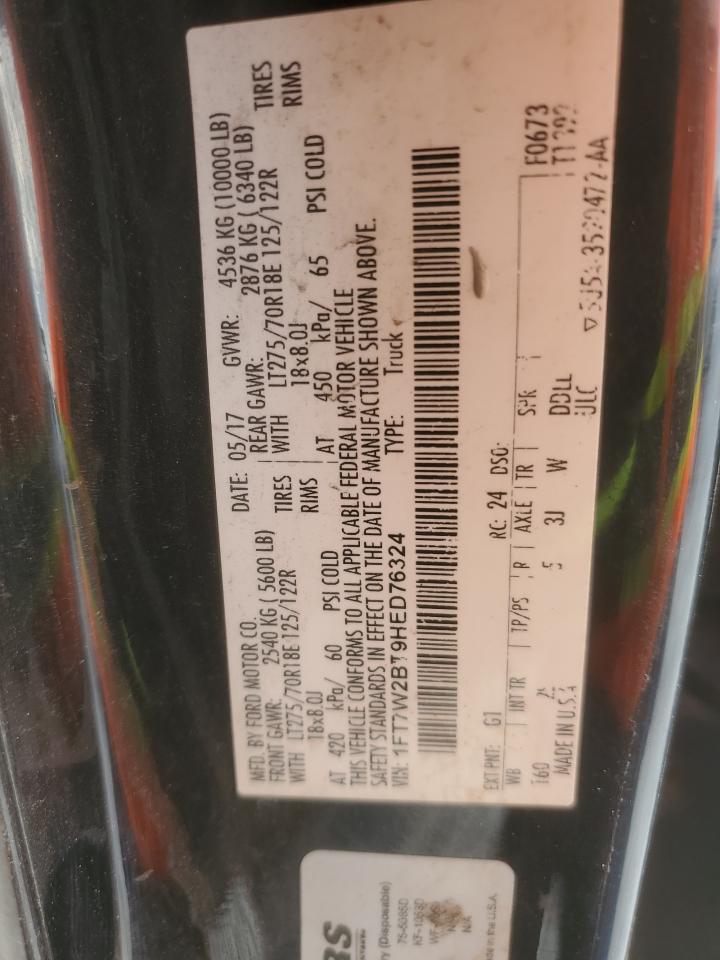 MFD. BY FORD MOTOR CO.
DATE: 05/17 GVWR: 4536 KG (10000 LB)
FRONT GAWR: 2540 KG ( 5600 LB)
REAR GAWR: 2876 KG ( 6340 LB)
WITH LT275/70R18E 125/122R TIRES
WITH LT275/70R18E 125/122R TIRES
18x8.0J RIMS
18x8.0J RIMS
AT 420 kPa/ 60 PSI COLD
AT 450 kPa/ 65 PSI COLD
THIS VEHICLE CONFORMS TO ALL APPLICABLE FEDERAL MOTOR VEHICLE
SAFETY STANDARDS IN EFFECT ON THE DATE OF MANUFACTURE SHOWN ABOVE.
VIN: 1FT7W2BT9HED76324 TYPE: Truck
EXT PNT: G1 RC: 24 DSO: F0673
WB INT TR TP/PS R AXLE TR SPR
160 5 3J W DDLL
MADE IN U.S.A ULC
(Disposable)
75-5085D
N/A
U.S.A.